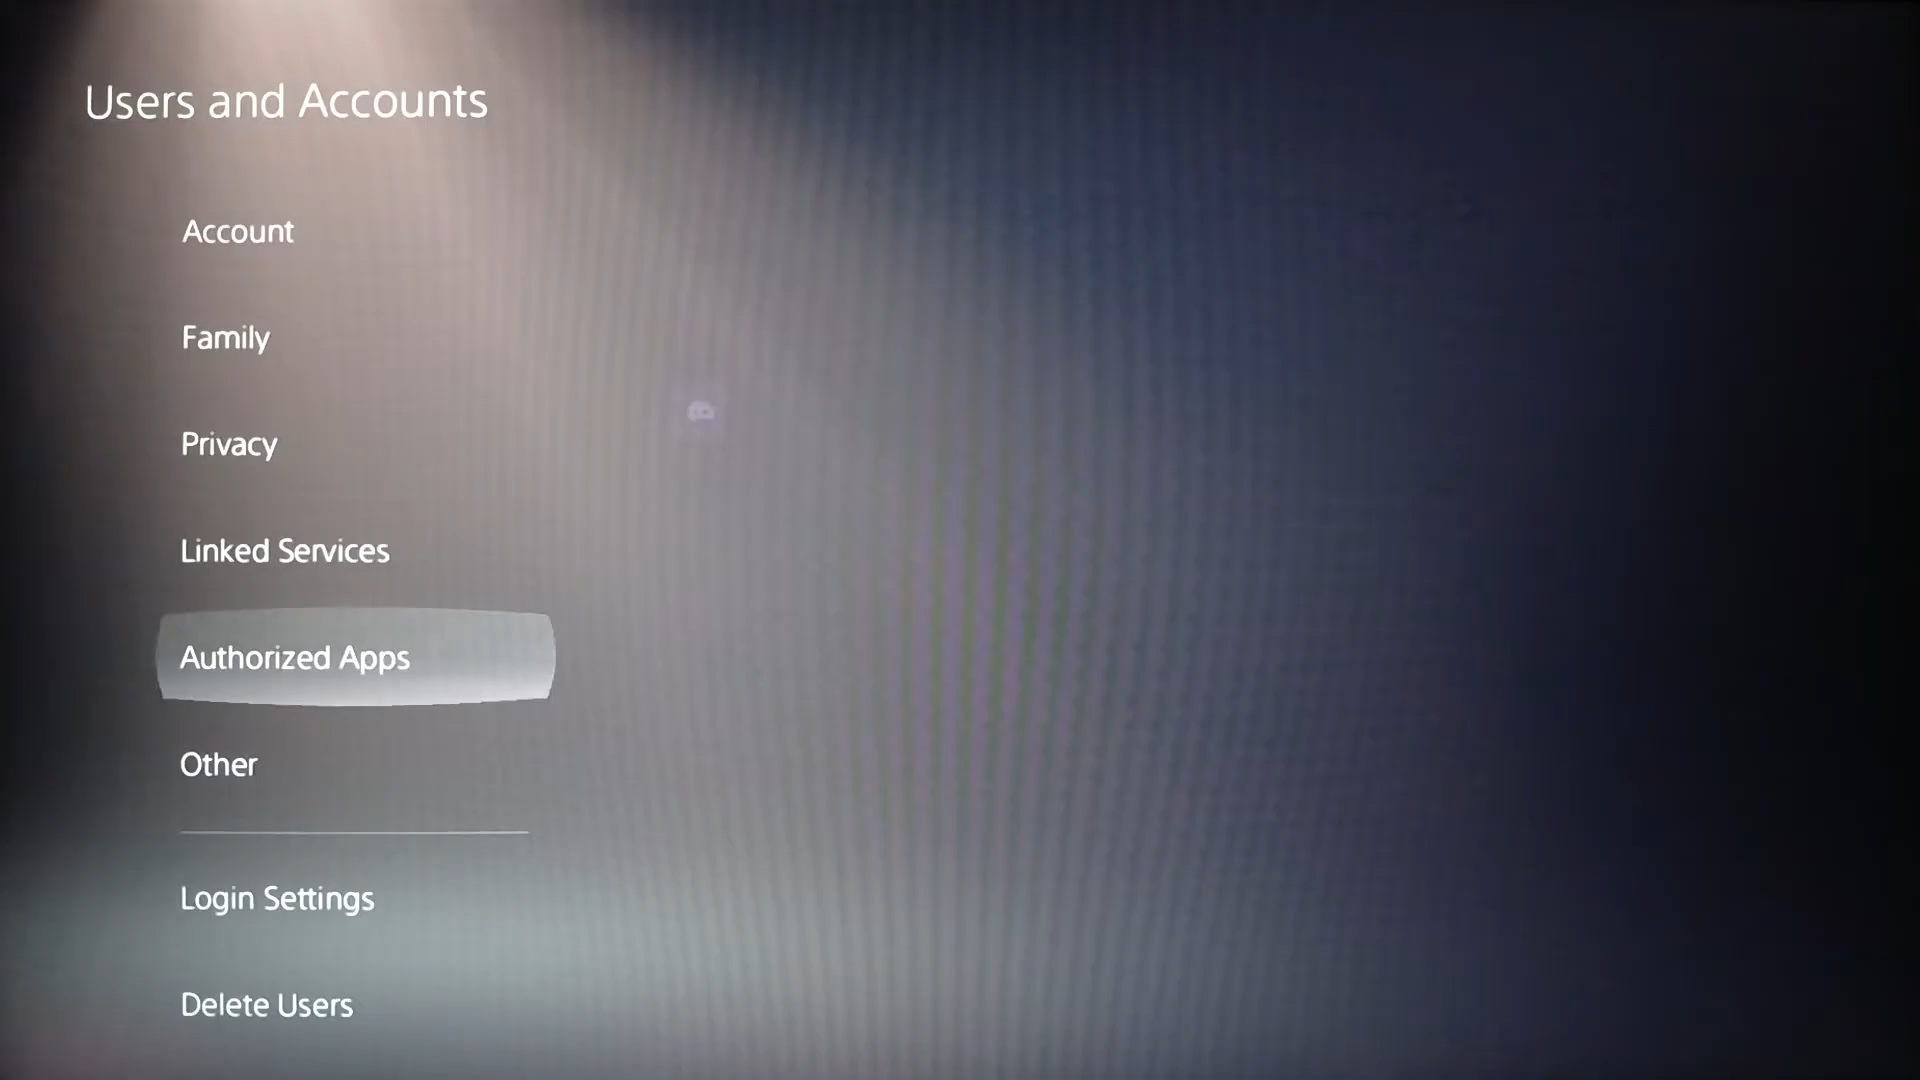 Users and Accounts
Account
Family
Privacy
Linked Services
Authorized Apps
Other
Login Settings
Delete Users